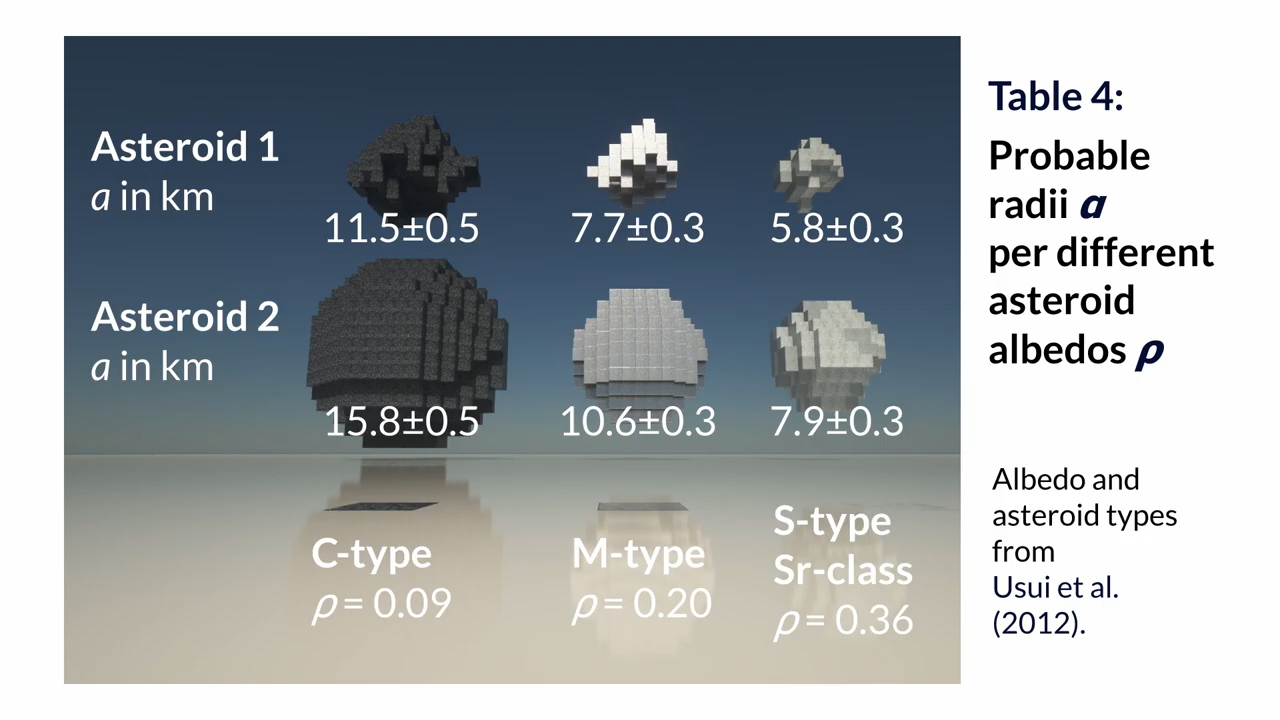 Asteroid 1
a in km
11.5±0.5
7.7±0.3
5.8±0.3
Asteroid 2
a in km
15.8±0.5
10.6±0.3
7.9±0.3
C-type
ρ = 0.09
M-type
ρ = 0.20
S-type
Sr-class
ρ = 0.36
Table 4:
Probable
radii a
per different
asteroid
albedos ρ
Albedo and
asteroid types
from
Usui et al.
(2012).